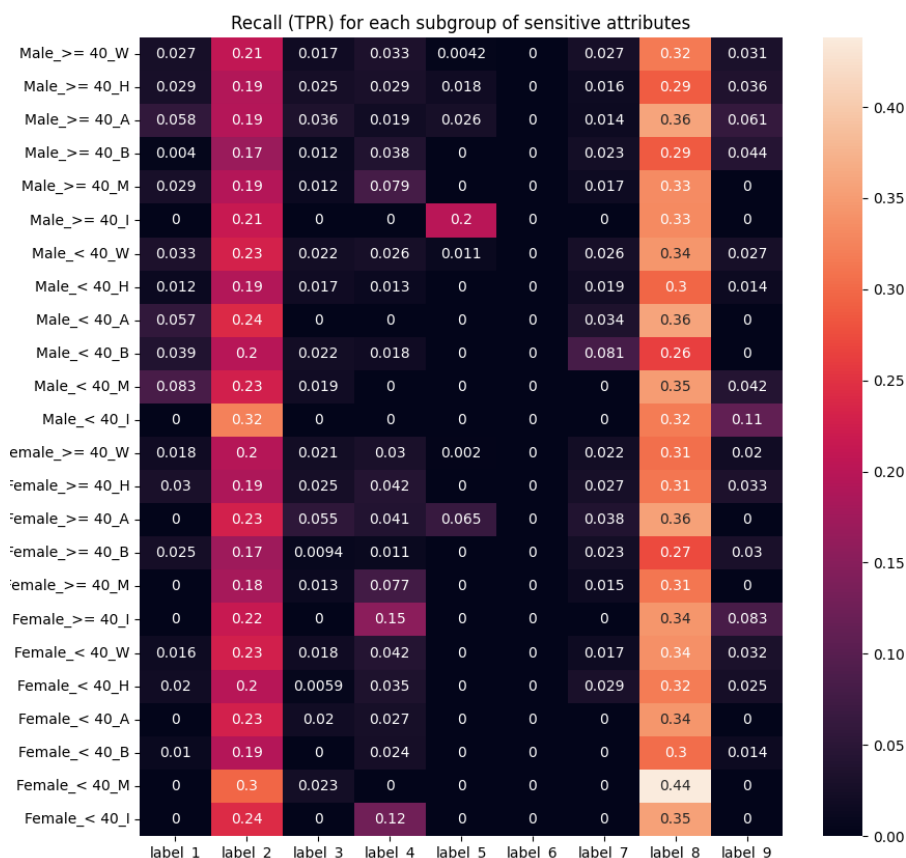 Recall (TPR) for each subgroup of sensitive attributes
Male_>= 40_W 0.027 0.21 0.017 0.033 0.0042 0 0.027 0.32 0.031
Male_>= 40_H 0.029 0.19 0.025 0.029 0.018 0 0.016 0.29 0.036
Male_>= 40_A 0.058 0.19 0.036 0.019 0.026 0 0.014 0.36 0.061
Male_>= 40_B 0.004 0.17 0.012 0.038 0 0 0.023 0.29 0.044
Male_>= 40_M 0.029 0.19 0.012 0.079 0 0 0.017 0.33 0
Male_>= 40_I 0 0.21 0 0 0.2 0 0 0.33 0
Male_< 40_W 0.033 0.23 0.022 0.026 0.011 0 0.026 0.34 0.027
Male_< 40_H 0.012 0.19 0.017 0.013 0 0 0.019 0.3 0.014
Male_< 40_A 0.057 0.24 0 0 0 0 0.034 0.36 0
Male_< 40_B 0.039 0.2 0.022 0.018 0 0 0.081 0.26 0
Male_< 40_M 0.083 0.23 0.019 0 0 0 0 0.35 0.042
Male_< 40_I 0 0.32 0 0 0 0 0 0.32 0.11
emale_>= 40_W 0.018 0.2 0.021 0.03 0.002 0 0.022 0.31 0.02
Female_>= 40_H 0.03 0.19 0.025 0.042 0 0 0.027 0.31 0.033
Female_>= 40_A 0 0.23 0.055 0.041 0.065 0 0.038 0.36 0
Female_>= 40_B 0.025 0.17 0.0094 0.011 0 0 0.023 0.27 0.03
emale_>= 40_M 0 0.18 0.013 0.077 0 0 0.015 0.31 0
Female_>= 40_I 0 0.22 0 0.15 0 0 0 0.34 0.083
Female_< 40_W 0.016 0.23 0.018 0.042 0 0 0.017 0.34 0.032
Female_< 40_H 0.02 0.2 0.0059 0.035 0 0 0.029 0.32 0.025
Female_< 40_A 0 0.23 0.02 0.027 0 0 0 0.34 0
Female_< 40_B 0.01 0.19 0 0.024 0 0 0 0.3 0.014
Female_< 40_M 0 0.3 0.023 0 0 0 0 0.44 0
Female_< 40_I 0 0.24 0 0.12 0 0 0 0.35 0
label_1 label_2 label_3 label_4 label_5 label_6 label_7 label_8 label_9
0.40
0.35
0.30
0.25
0.20
0.15
0.10
0.05
0.00